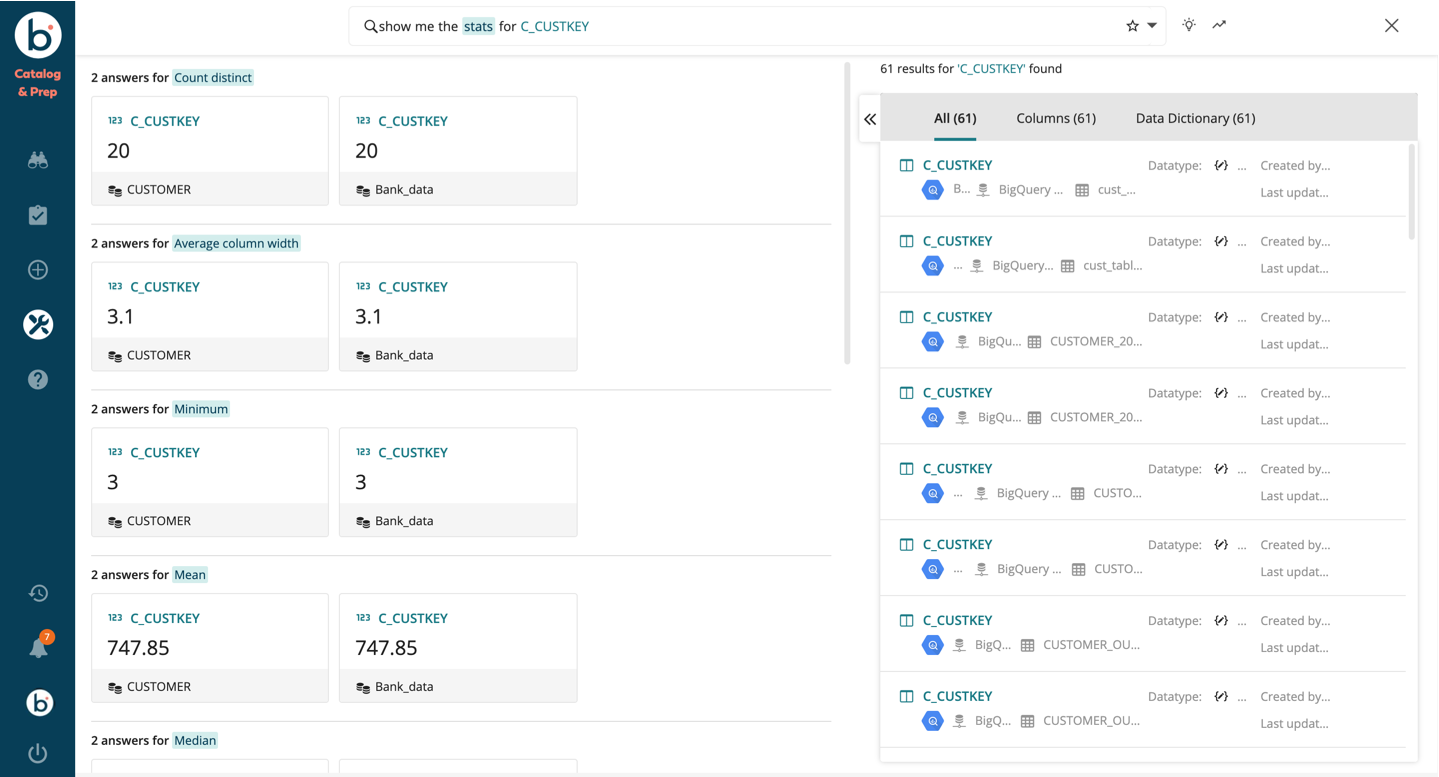 b
Catalog
& Prep
7
b
show me the stats for C_CUSTKEY
2 answers for Count distinct
123 C_CUSTKEY
20
CUSTOMER
123 C_CUSTKEY
20
Bank_data
2 answers for Average column width
123 C_CUSTKEY
3.1
CUSTOMER
123 C_CUSTKEY
3.1
Bank_data
2 answers for Minimum
123 C_CUSTKEY
3
CUSTOMER
123 C_CUSTKEY
3
Bank_data
2 answers for Mean
123 C_CUSTKEY
747.85
CUSTOMER
123 C_CUSTKEY
747.85
Bank_data
2 answers for Median
61 results for 'C_CUSTKEY' found
All (61) Columns (61) Data Dictionary (61)
C_CUSTKEY Datatype: ... Created by...
B... BigQuery ... cust_... Last updat...
C_CUSTKEY Datatype: ... Created by...
... BigQuery... cust_tabl... Last updat...
C_CUSTKEY Datatype: ... Created by...
BigQu... CUSTOMER_20... Last updat...
C_CUSTKEY Datatype: ... Created by...
BigQu... CUSTOMER_20... Last updat...
C_CUSTKEY Datatype: ... Created by...
... BigQuery ... CUSTO... Last updat...
C_CUSTKEY Datatype: ... Created by...
... BigQuery ... CUSTO... Last updat...
C_CUSTKEY Datatype: ... Created by...
BigQ... CUSTOMER_OU... Last updat...
C_CUSTKEY Datatype: ... Created by...
BigQ... CUSTOMER_OU... Last updat...